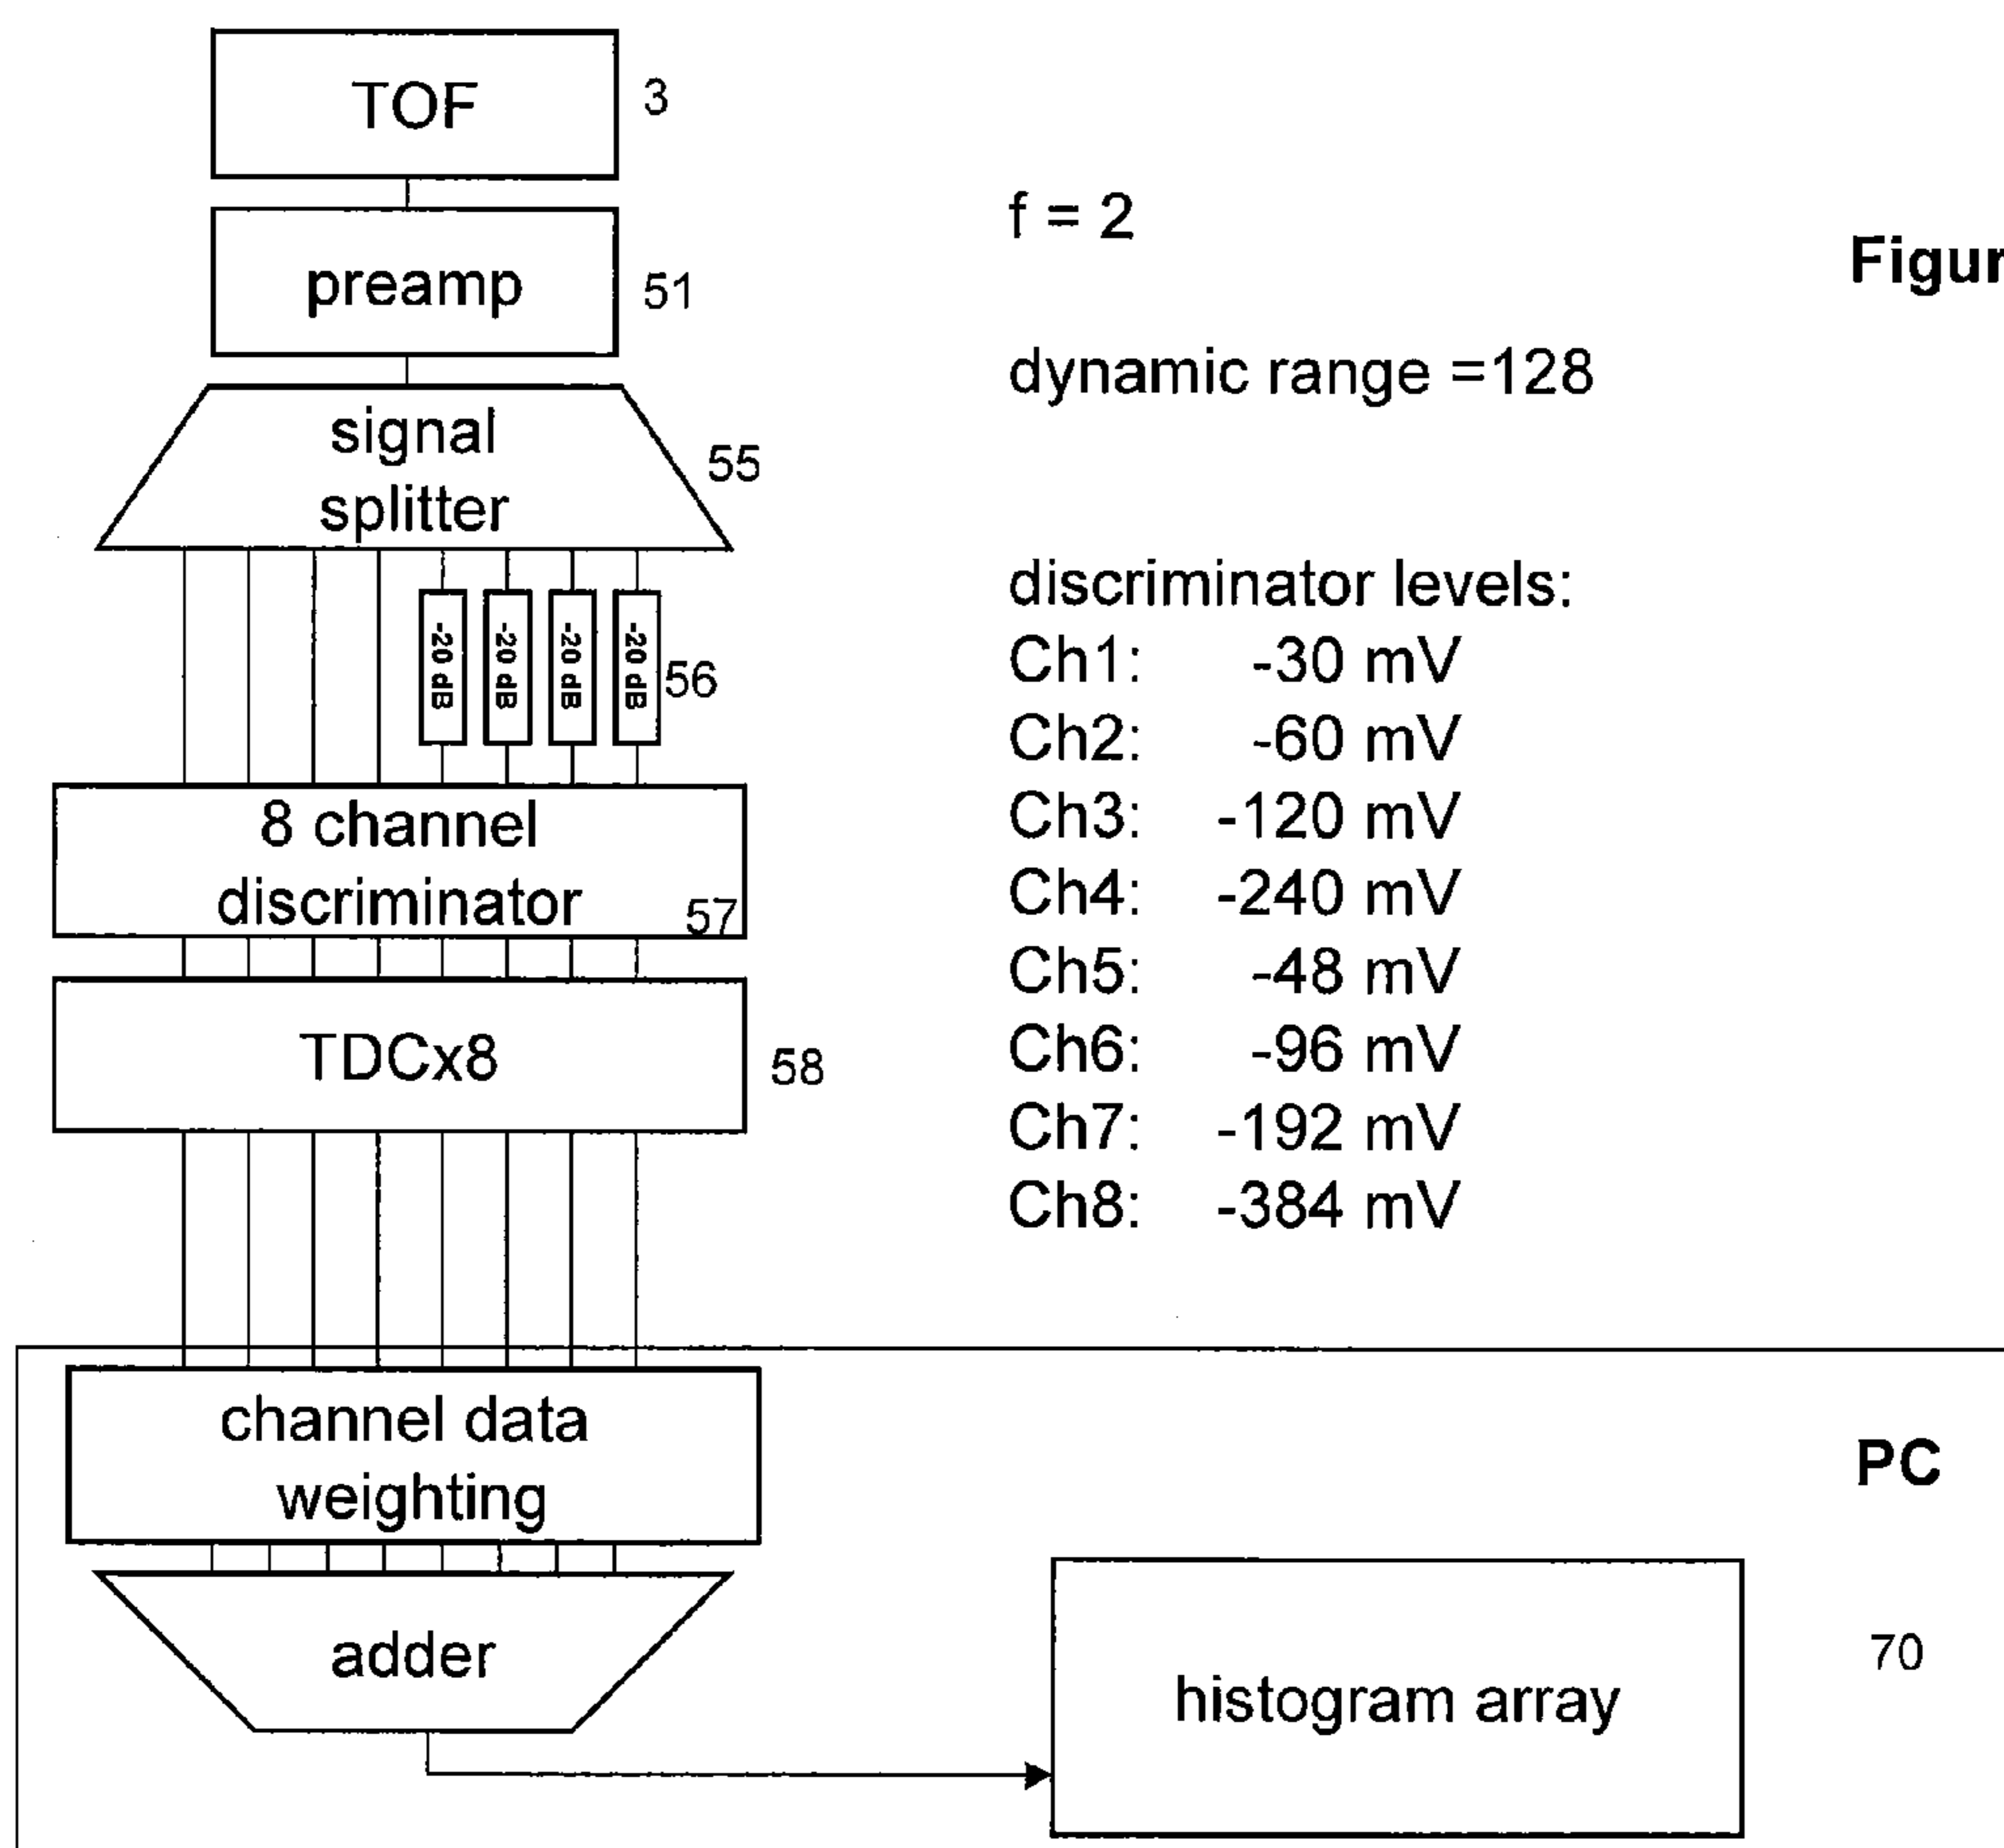 TOF
3
preamp
51
signal
splitter
55
-20 dB
-20 dB
-20 dB
-20 dB
56
8 channel
discriminator
57
TDCx8
58
channel data
weighting
adder
f = 2
dynamic range =128
discriminator levels:
Ch1: -30 mV
Ch2: -60 mV
Ch3: -120 mV
Ch4: -240 mV
Ch5: -48 mV
Ch6: -96 mV
Ch7: -192 mV
Ch8: -384 mV
Figur
PC
histogram array
70